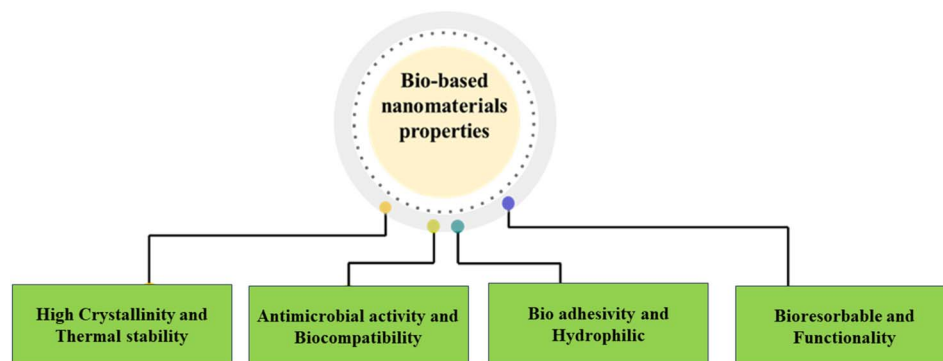 Bio-based
nanomaterials
properties
High Crystallinity and
Thermal stability
Antimicrobial activity and
Biocompatibility
Bio adhesivity and
Hydrophilic
Bioresorbable and
Functionality